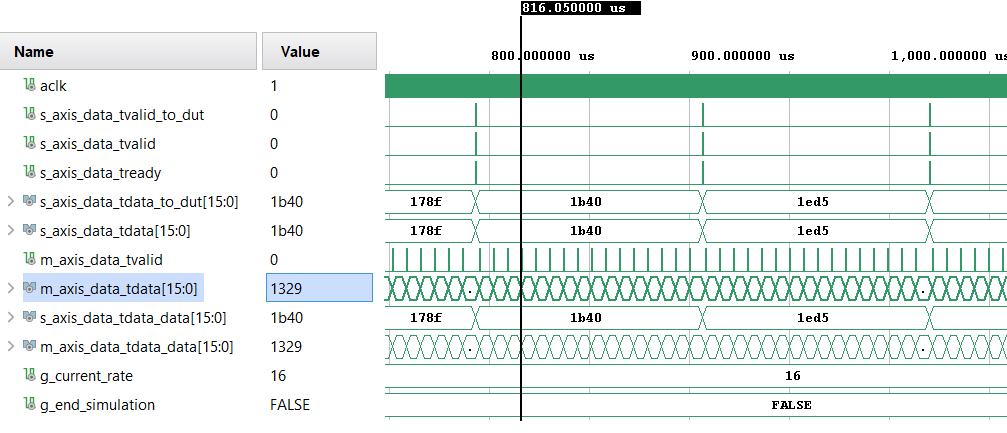 816.050000 us
Name Value 800.000000 us 900.000000 us 1,000.000000 us
aclk 1
s_axis_data_tvalid_to_dut 0
s_axis_data_tvalid 0
s_axis_data_tready 0
s_axis_data_tdata_to_dut[15:0] 1b40 178f 1b40 1ed5
s_axis_data_tdata[15:0] 1b40 178f 1b40 1ed5
m_axis_data_tvalid 0
m_axis_data_tdata[15:0] 1329 . .
s_axis_data_tdata_data[15:0] 1b40 178f 1b40 1ed5
m_axis_data_tdata_data[15:0] 1329 . .
g_current_rate 16 16
g_end_simulation FALSE FALSE